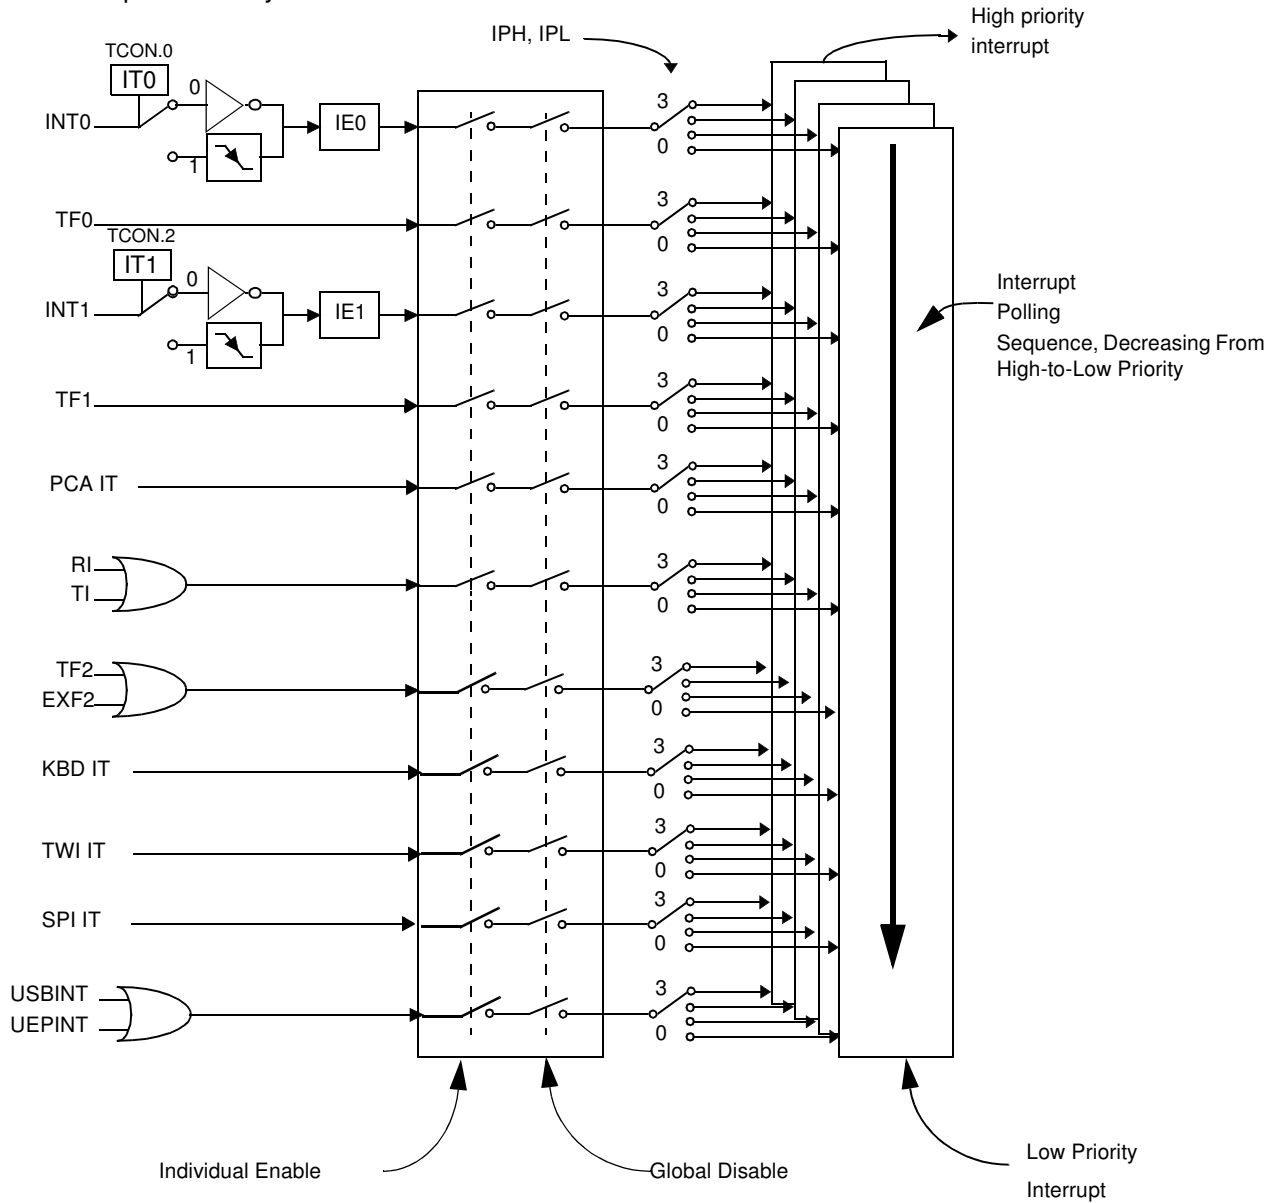 High priority
interrupt
IPH, IPL
TCON.0
IT0
0
INT0
1
IE0
3
0
TF0
3
0
TCON.2
IT1
0
INT1
1
IE1
3
0
Interrupt
Polling
Sequence, Decreasing From
High-to-Low Priority
TF1
3
0
PCA IT
3
0
RI
TI
3
0
TF2
EXF2
3
0
KBD IT
3
0
TWI IT
3
0
SPI IT
3
0
USBINT
UEPINT
3
0
Individual Enable
Global Disable
Low Priority
Interrupt